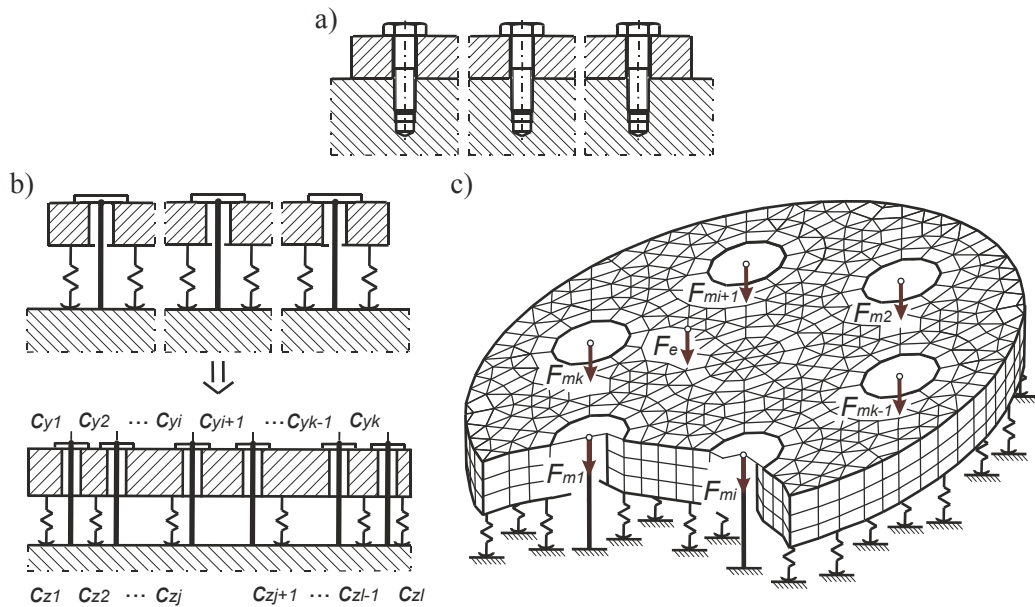 a)
b)
c)
Cy1 Cy2 ··· Cyi Cyi+1 ···Cyk-1 Cyk
Cz1 Cz2 ··· Czj Czj+1 ··· Czl-1 Czl
Fmi+1
Fm2
Fe
Fmk
Fmk-1
Fm1
Fmi